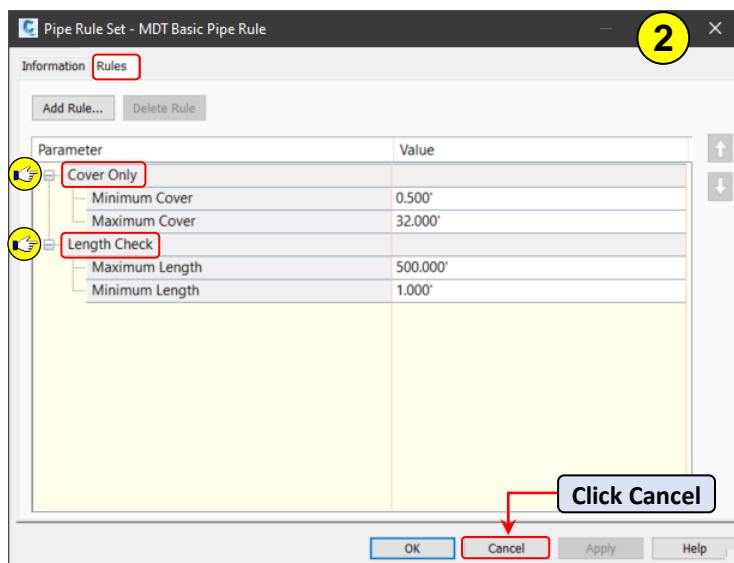 Pipe Rule Set - MDT Basic Pipe Rule
2
Information Rules
Add Rule... Delete Rule
Parameter Value
Cover Only
Minimum Cover 0.500'
Maximum Cover 32.000'
Length Check
Maximum Length 500.000'
Minimum Length 1.000'
Click Cancel
OK Cancel Apply Help